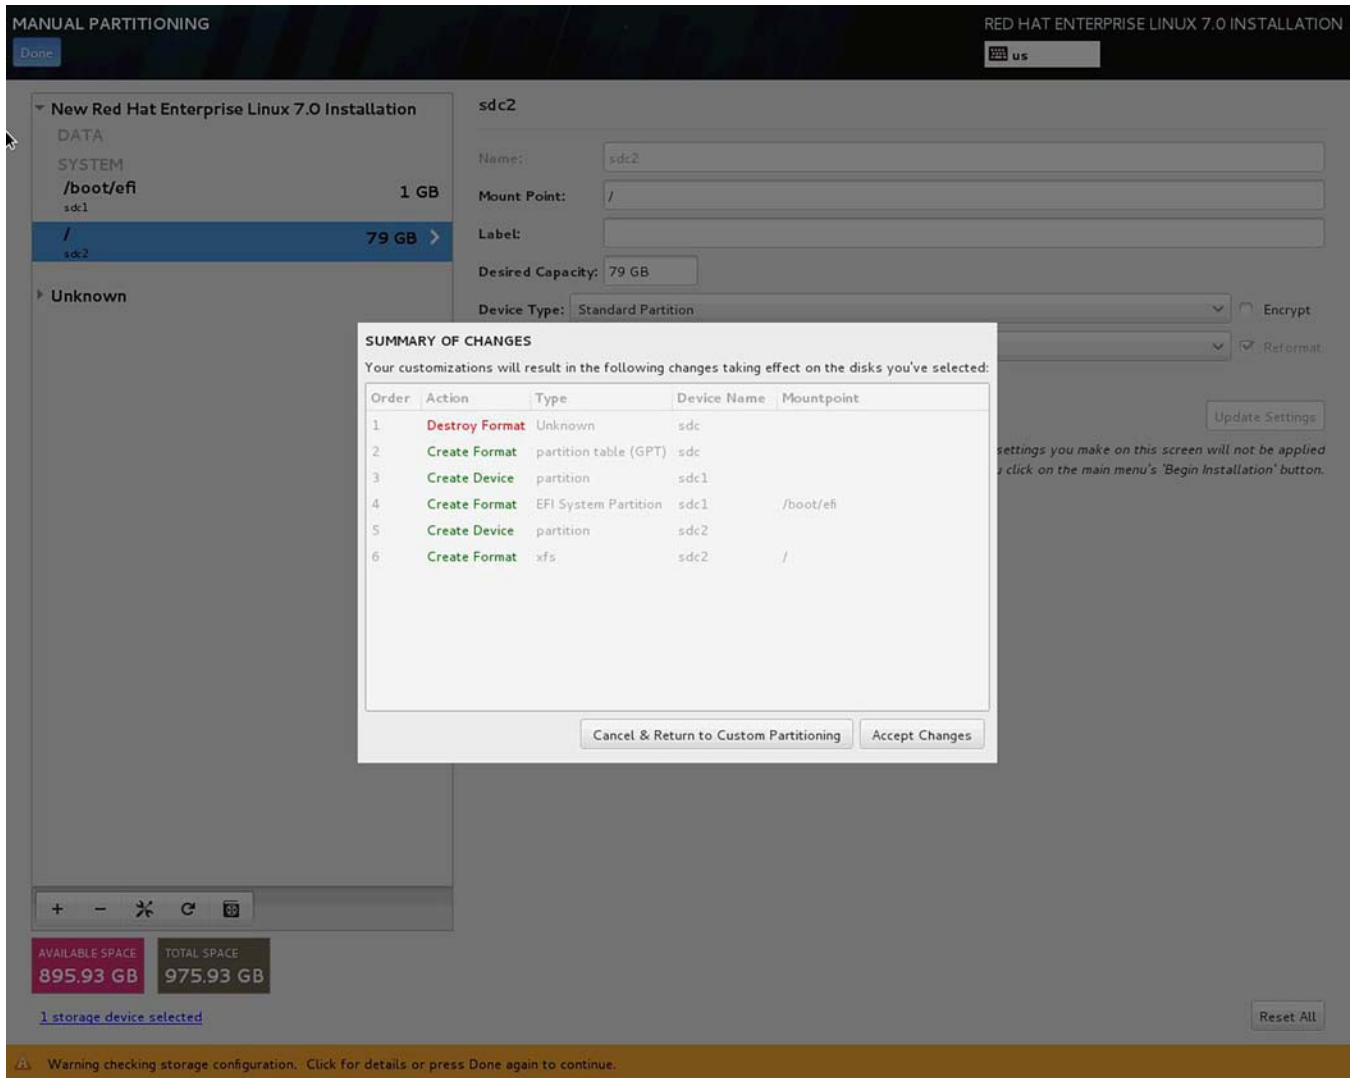 MANUAL PARTITIONING
RED HAT ENTERPRISE LINUX 7.0 INSTALLATION
Done
us
New Red Hat Enterprise Linux 7.0 Installation
DATA
SYSTEM
/boot/efi
1 GB
sdc1
/
79 GB
sdc2
Unknown
sdc2
Name: sdc2
Mount Point: /
Label:
Desired Capacity: 79 GB
Device Type: Standard Partition
Encrypt
Reformat
Update Settings
settings you make on this screen will not be applied
click on the main menu's 'Begin Installation' button.
SUMMARY OF CHANGES
Your customizations will result in the following changes taking effect on the disks you've selected:
Order Action Type Device Name Mountpoint
1 Destroy Format Unknown sdc
2 Create Format partition table (GPT) sdc
3 Create Device partition sdc1
4 Create Format EFI System Partition sdc1 /boot/efi
5 Create Device partition sdc2
6 Create Format xfs sdc2 /
Cancel & Return to Custom Partitioning
Accept Changes
AVAILABLE SPACE
895.93 GB
TOTAL SPACE
975.93 GB
1 storage device selected
Reset All
Warning checking storage configuration. Click for details or press Done again to continue.